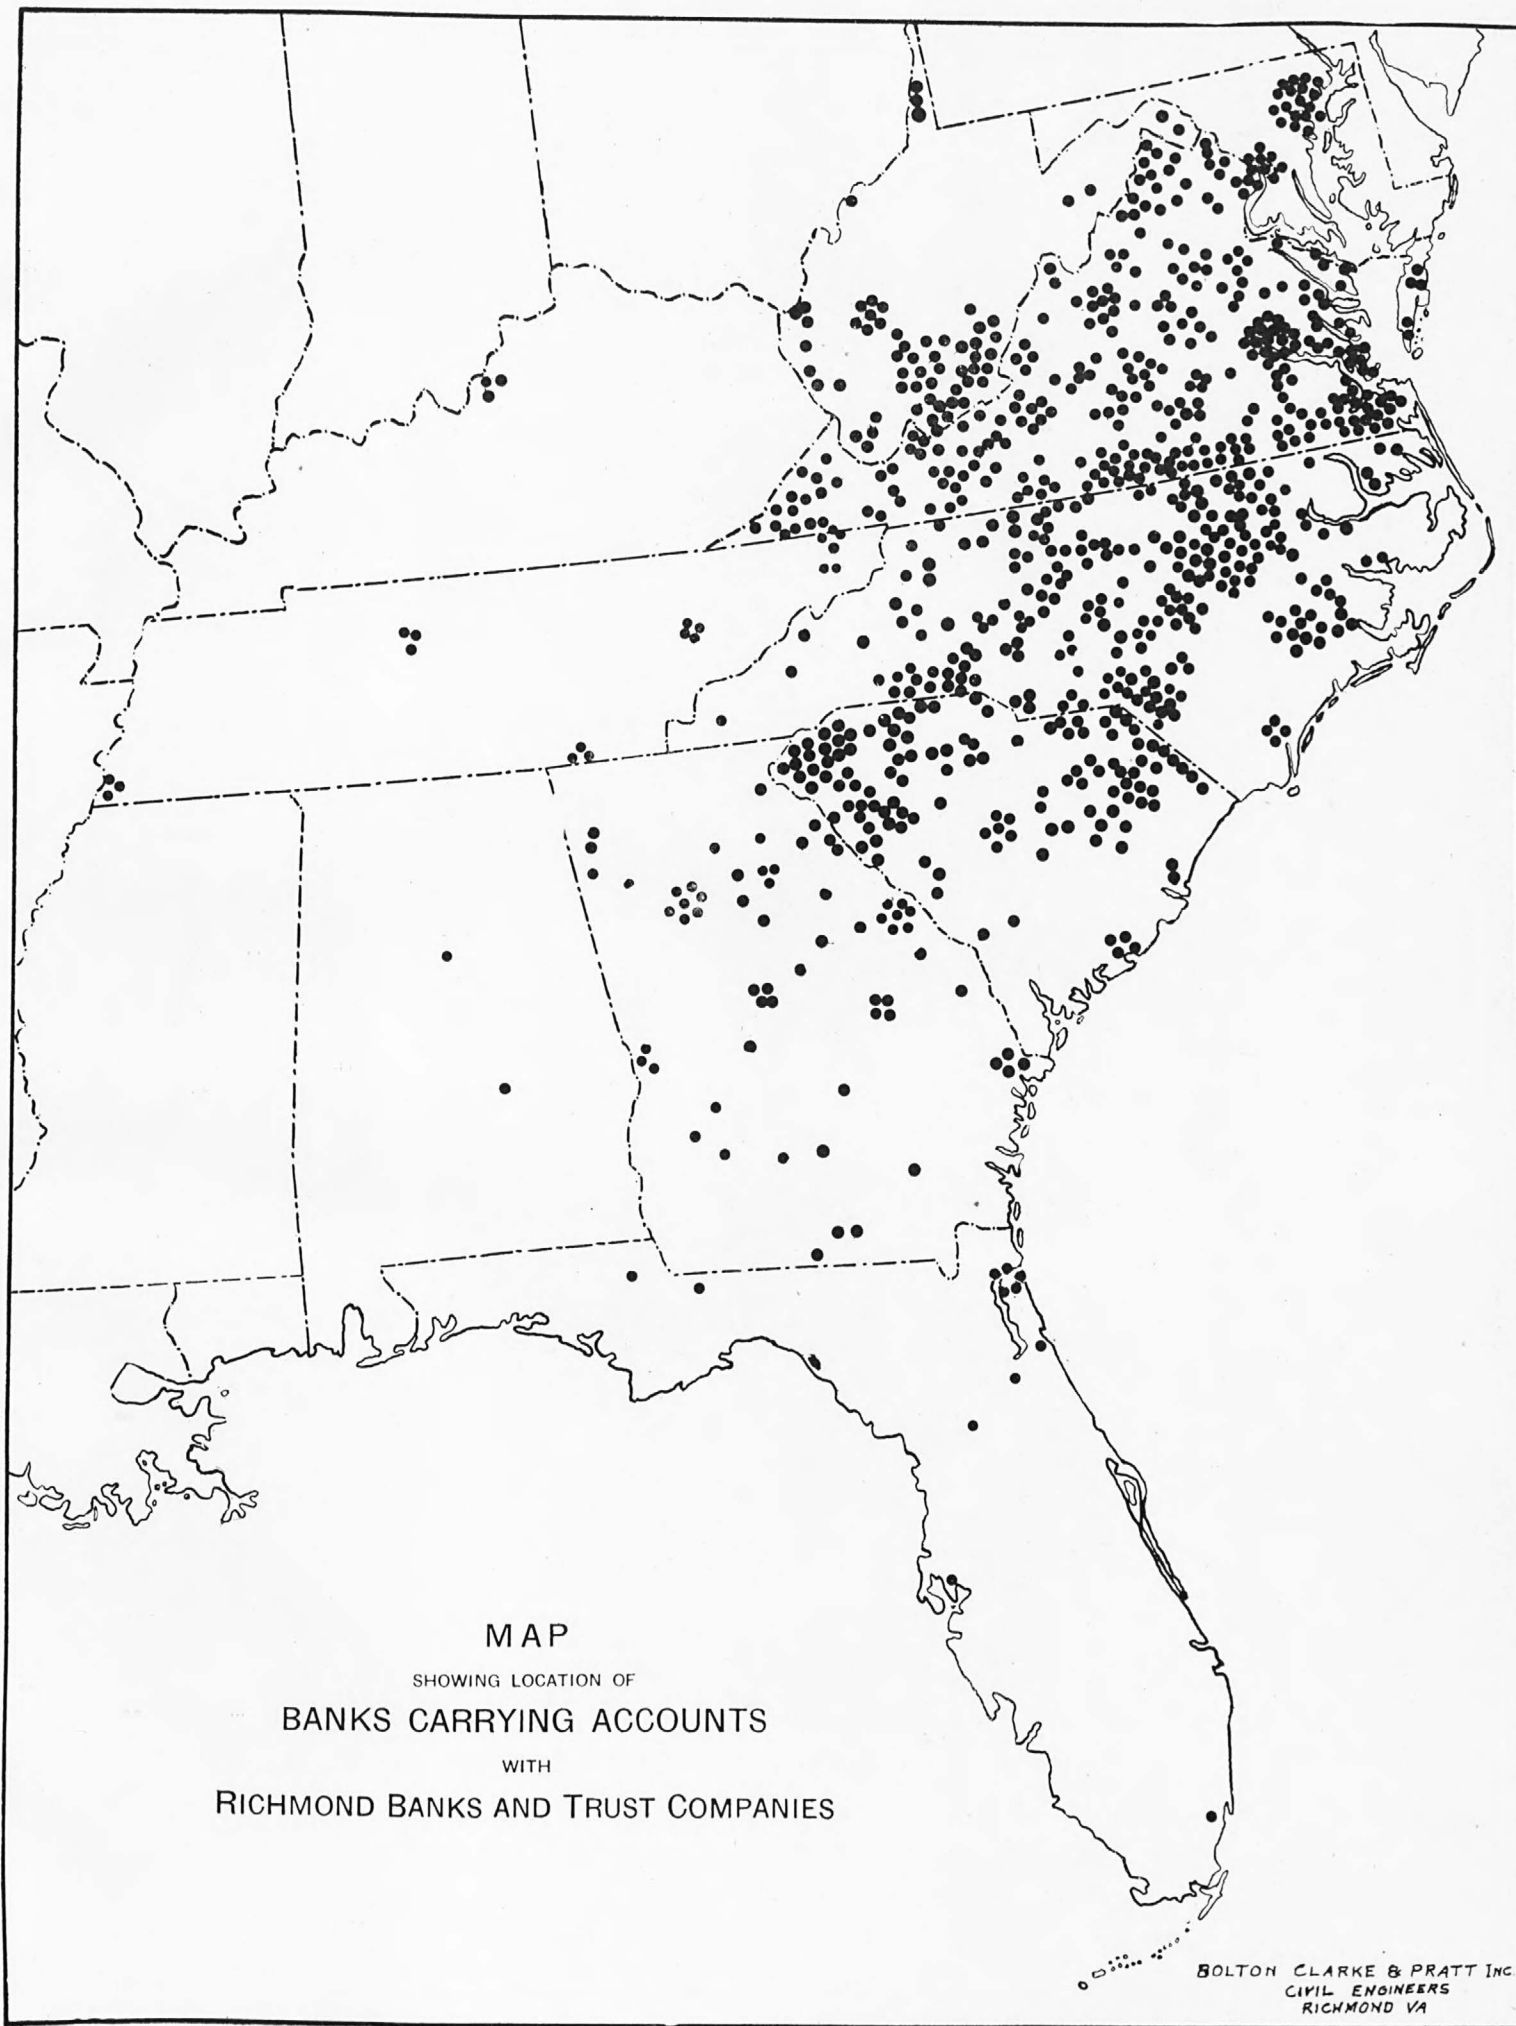 MAP
SHOWING LOCATION OF
BANKS CARRYING ACCOUNTS
WITH
RICHMOND BANKS AND TRUST COMPANIES
BOLTON CLARKE & PRATT INC.
CIVIL ENGINEERS
RICHMOND VA